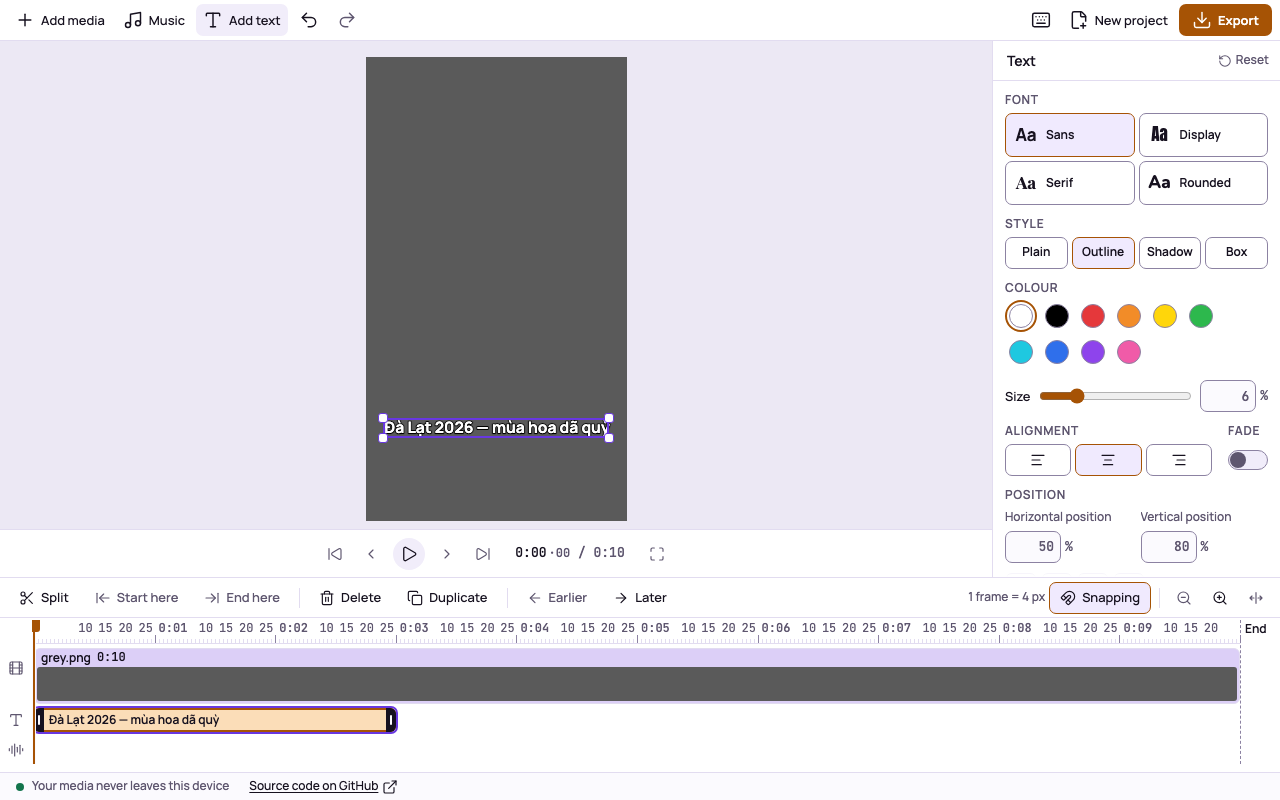 Add media
Music
Add text
New project
Export
Text
Reset
FONT
Aa Sans
Aa Display
Aa Serif
Aa Rounded
STYLE
Plain
Outline
Shadow
Box
COLOUR
Size
6 %
ALIGNMENT
FADE
POSITION
Horizontal position
Vertical position
50 %
80 %
Đà Lạt 2026 — mùa hoa dã quỳ
0:00·00 / 0:10
Split
Start here
End here
Delete
Duplicate
Earlier
Later
1 frame = 4 px
Snapping
10 15 20 25 0:01 10 15 20 25 0:02 10 15 20 25 0:03 10 15 20 25 0:04 10 15 20 25 0:05 10 15 20 25 0:06 10 15 20 25 0:07 10 15 20 25 0:08 10 15 20 25 0:09 10 15 20 End
grey.png 0:10
Đà Lạt 2026 — mùa hoa dã quỳ
Your media never leaves this device
Source code on GitHub